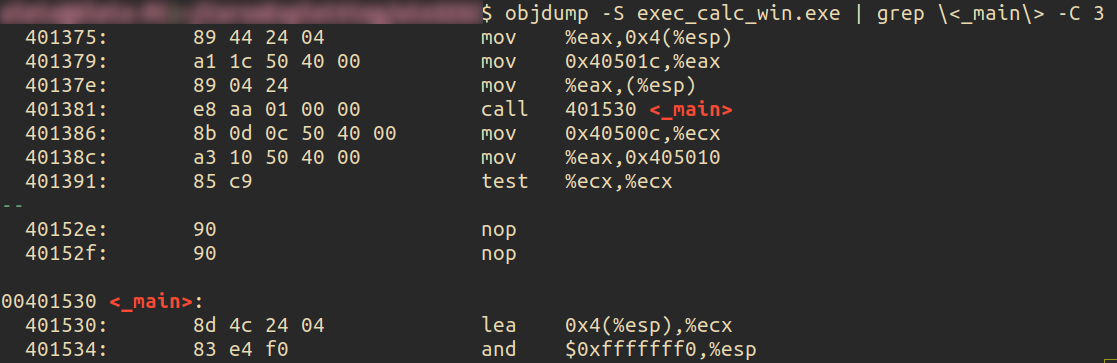 $ objdump -S exec_calc_win.exe | grep \<_main\> -C 3
401375: 89 44 24 04 mov %eax,0x4(%esp)
401379: a1 1c 50 40 00 mov 0x40501c,%eax
40137e: 89 04 24 mov %eax,(%esp)
401381: e8 aa 01 00 00 call 401530 <_main>
401386: 8b 0d 0c 50 40 00 mov 0x40500c,%ecx
40138c: a3 10 50 40 00 mov %eax,0x405010
401391: 85 c9 test %ecx,%ecx
--
40152e: 90 nop
40152f: 90 nop
00401530 <_main>:
401530: 8d 4c 24 04 lea 0x4(%esp),%ecx
401534: 83 e4 f0 and $0xfffffff0,%esp